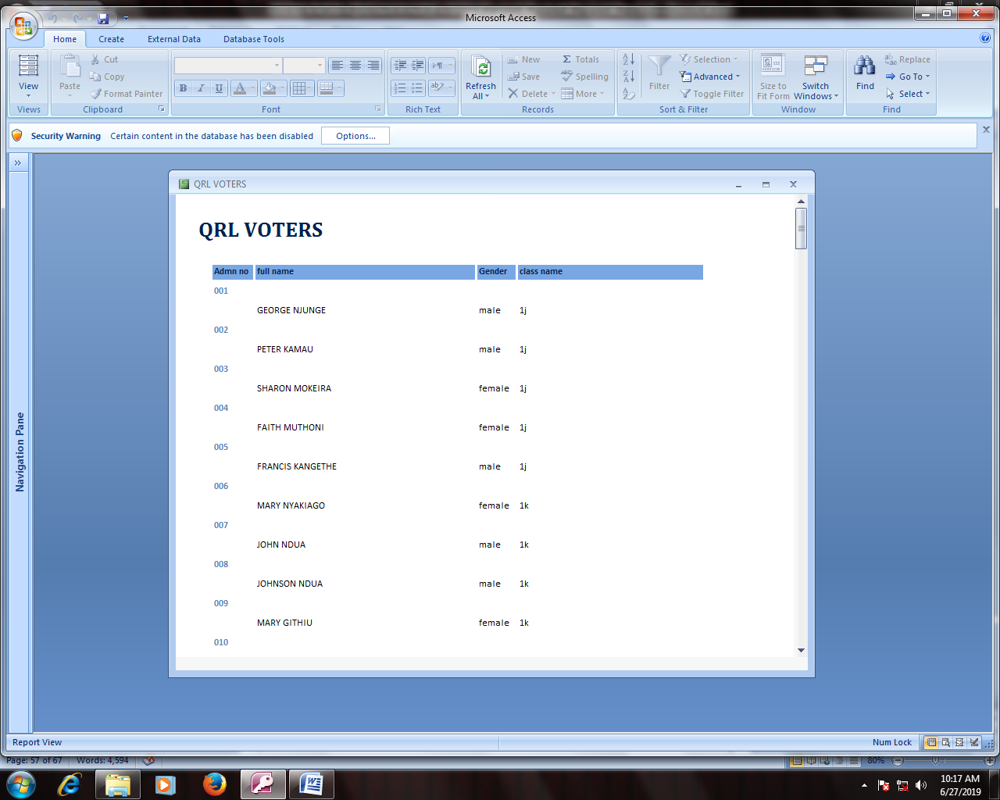 Microsoft Access
Home Create External Data Database Tools
View
Views
Paste
Cut
Copy
Format Painter
Clipboard
B I U A
Font
Rich Text
Refresh All
New
Save
Delete
Totals
Spelling
More
Records
Filter
Selection
Advanced
Toggle Filter
Sort & Filter
Size to Fit Form
Switch Windows
Window
Find
Replace
Go To
Select
Find
Security Warning Certain content in the database has been disabled Options...
Navigation Pane
QRL VOTERS
QRL VOTERS
Admn no full name Gender class name
001
GEORGE NJUNGE male 1j
002
PETER KAMAU male 1j
003
SHARON MOKEIRA female 1j
004
FAITH MUTHONI female 1j
005
FRANCIS KANGETHE male 1j
006
MARY NYAKIAGO female 1k
007
JOHN NDUA male 1k
008
JOHNSON NDUA male 1k
009
MARY GITHIU female 1k
010
Report View Num Lock
Page: 57 of 67 Words: 4,594 80%
10:17 AM
6/27/2019